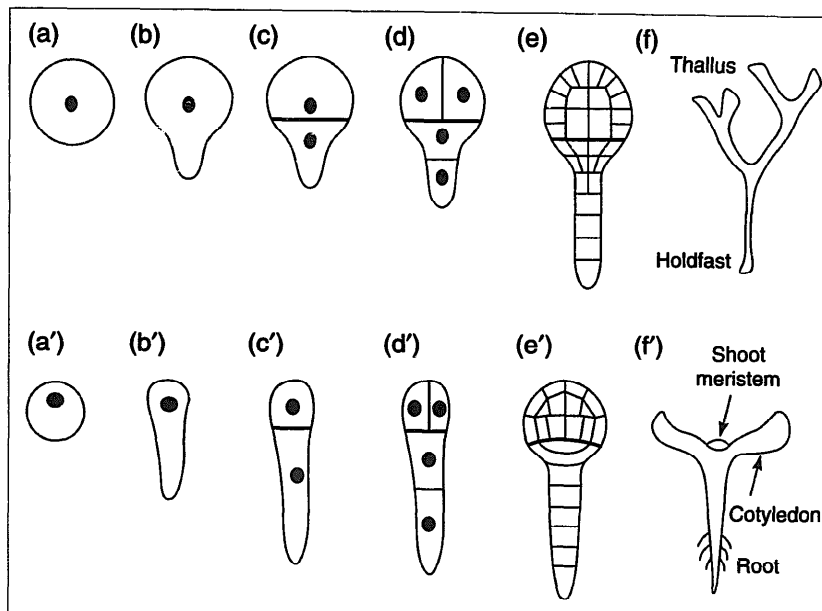 (a) (b) (c) (d) (e) (f)
Thallus
Holdfast
(a′) (b′) (c′) (d′) (e′) (f′)
Shoot
meristem
Cotyledon
Root